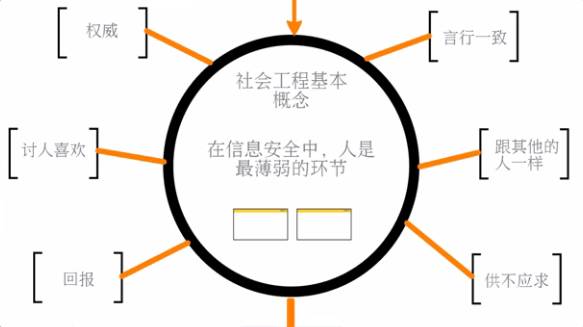 权威
言行一致
社会工程基本
概念
讨人喜欢
在信息安全中，人是
最薄弱的环节
跟其他的
人一样
回报
供不应求